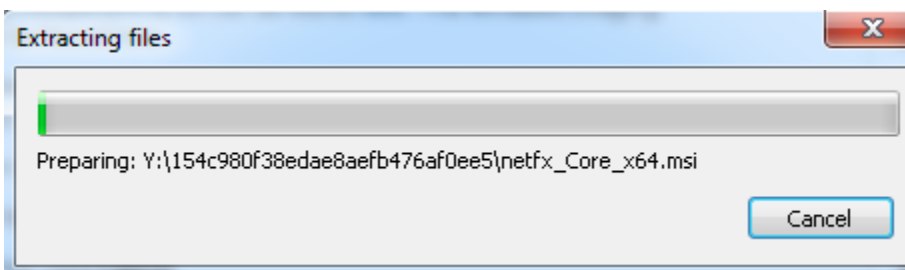 Extracting files
Preparing: Y:\154c980f38edae8aefb476af0ee5\netfx_Core_x64.msi
Cancel